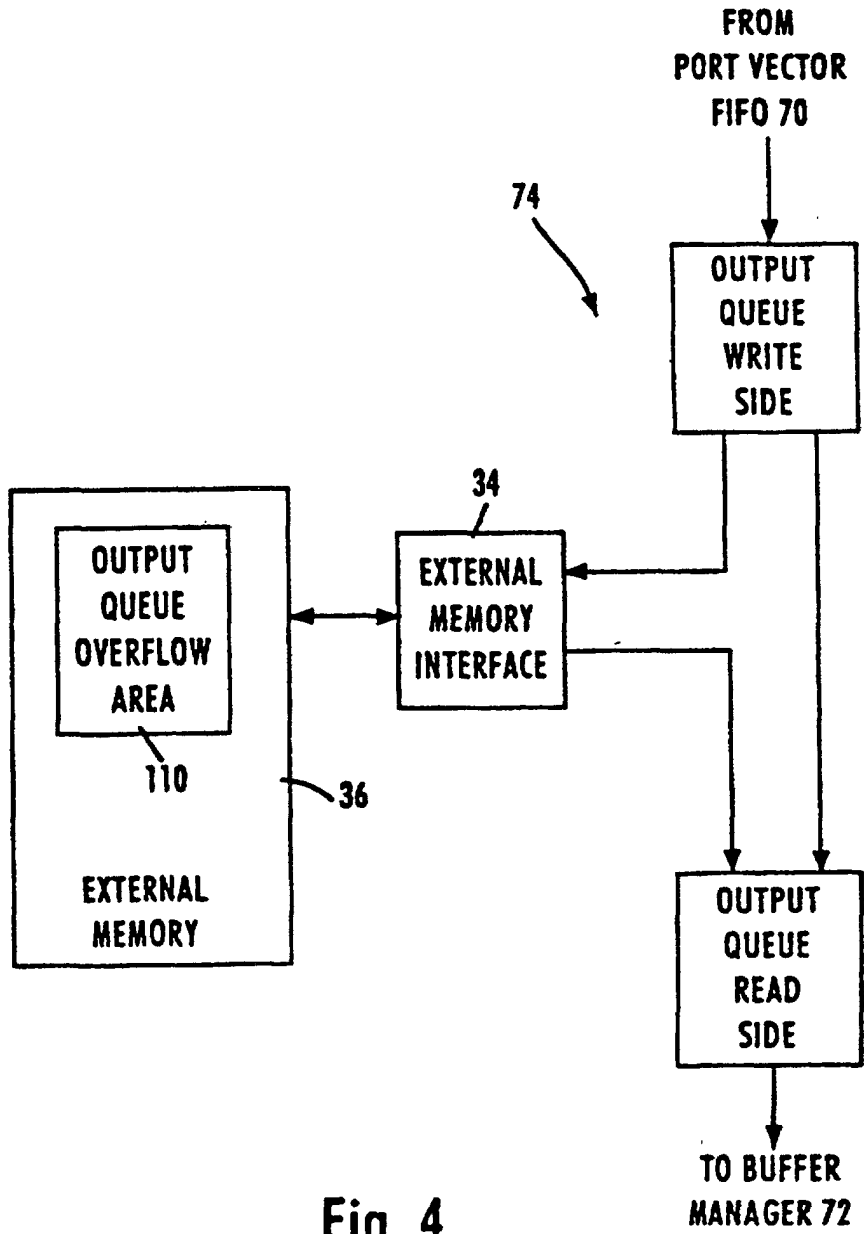 FROM
PORT VECTOR
FIFO 70
74
OUTPUT
QUEUE
WRITE
SIDE
34
EXTERNAL
MEMORY
INTERFACE
OUTPUT
QUEUE
OVERFLOW
AREA
110
36
EXTERNAL
MEMORY
OUTPUT
QUEUE
READ
SIDE
TO BUFFER
MANAGER 72
Fig. 4